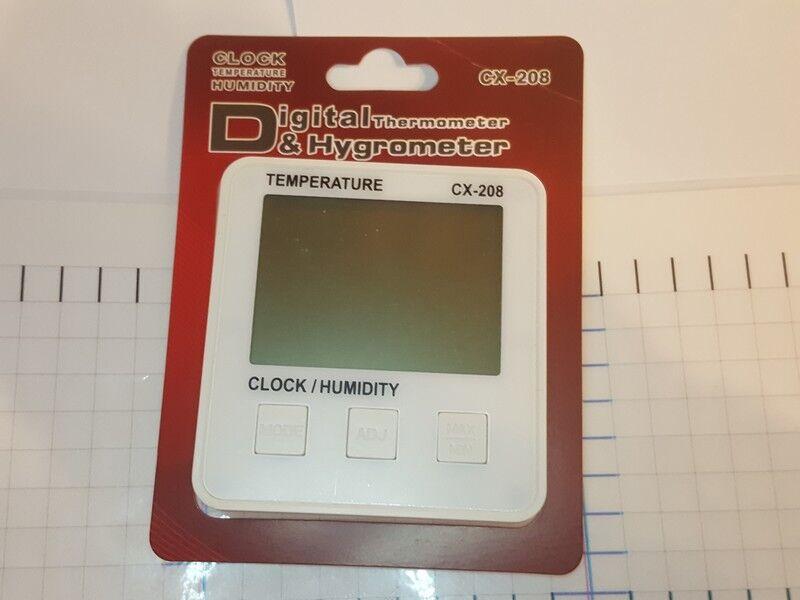 CLOCK
TEMPERATURE
HUMIDITY
CX-208
Digital Thermometer
& Hygrometer
TEMPERATURE
CX-208
CLOCK / HUMIDITY
MODE
ADJ
MAX
MIN